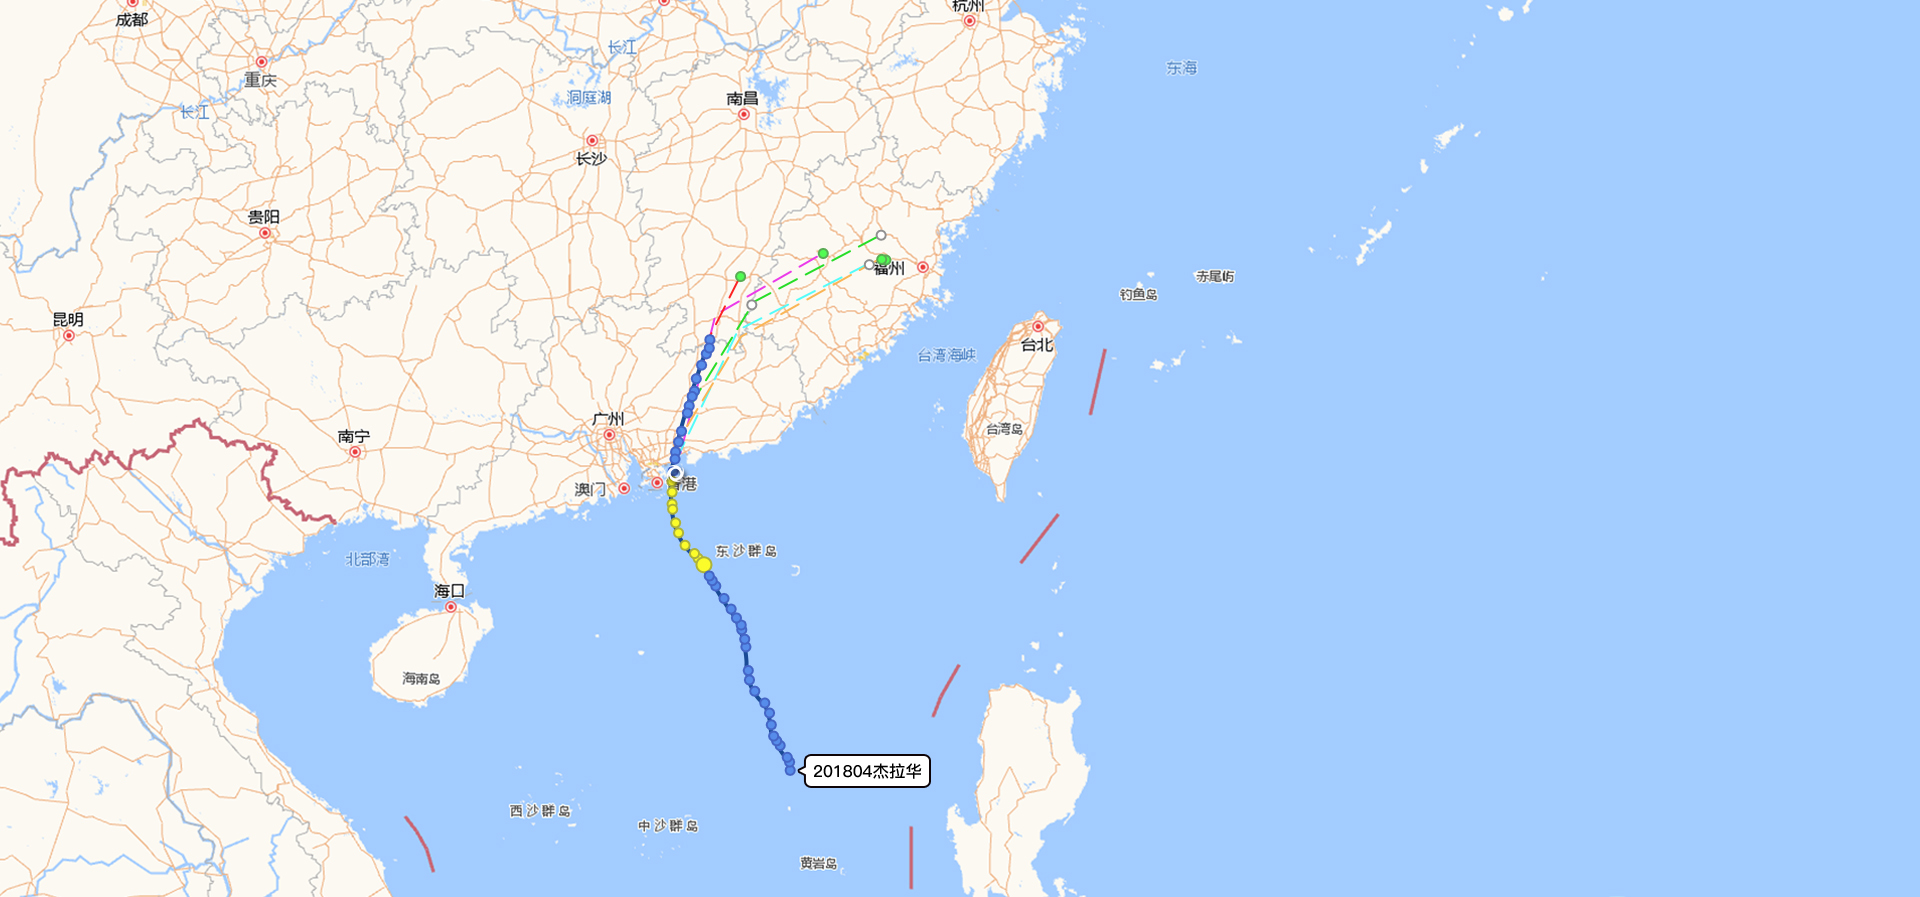 杭州
成都
长江
东海
重庆
洞庭湖
南昌
长江
长沙
贵阳
福州
赤尾屿
钓鱼岛
昆明
台北
台湾海峡
广州
台湾岛
南宁
香港
澳门
东沙群岛
北部湾
海口
海南岛
201804杰拉华
西沙群岛
中沙群岛
黄岩岛